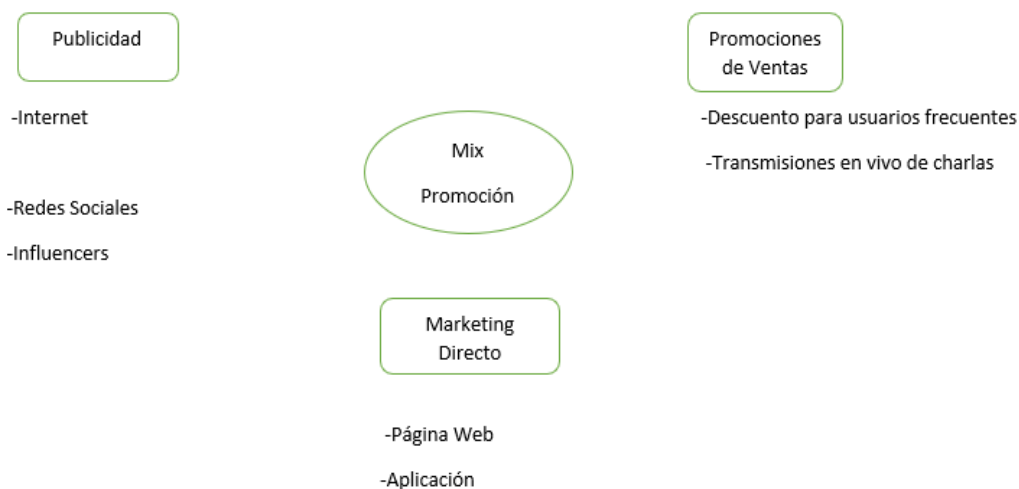 Publicidad
-Internet
-Redes Sociales
-Influencers
Mix
Promoción
Promociones
de Ventas
-Descuento para usuarios frecuentes
-Transmisiones en vivo de charlas
Marketing
Directo
-Página Web
-Aplicación